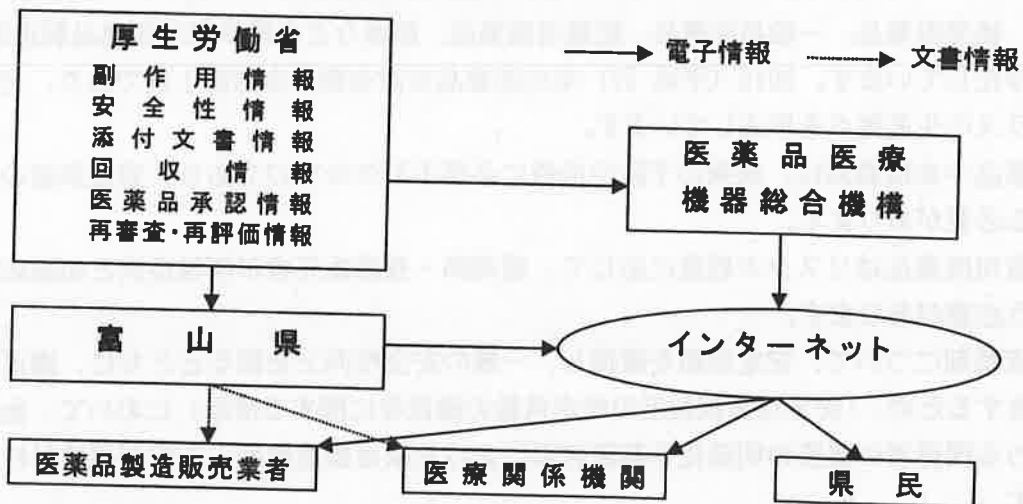 厚生労働省
副作用情報
安全性情報
添付文書情報
回収情報
医薬品承認情報
再審査・再評価情報
電子情報
文書情報
医薬品医療
機器総合機構
富山県
インターネット
医薬品製造販売業者
医療関係機関
県民